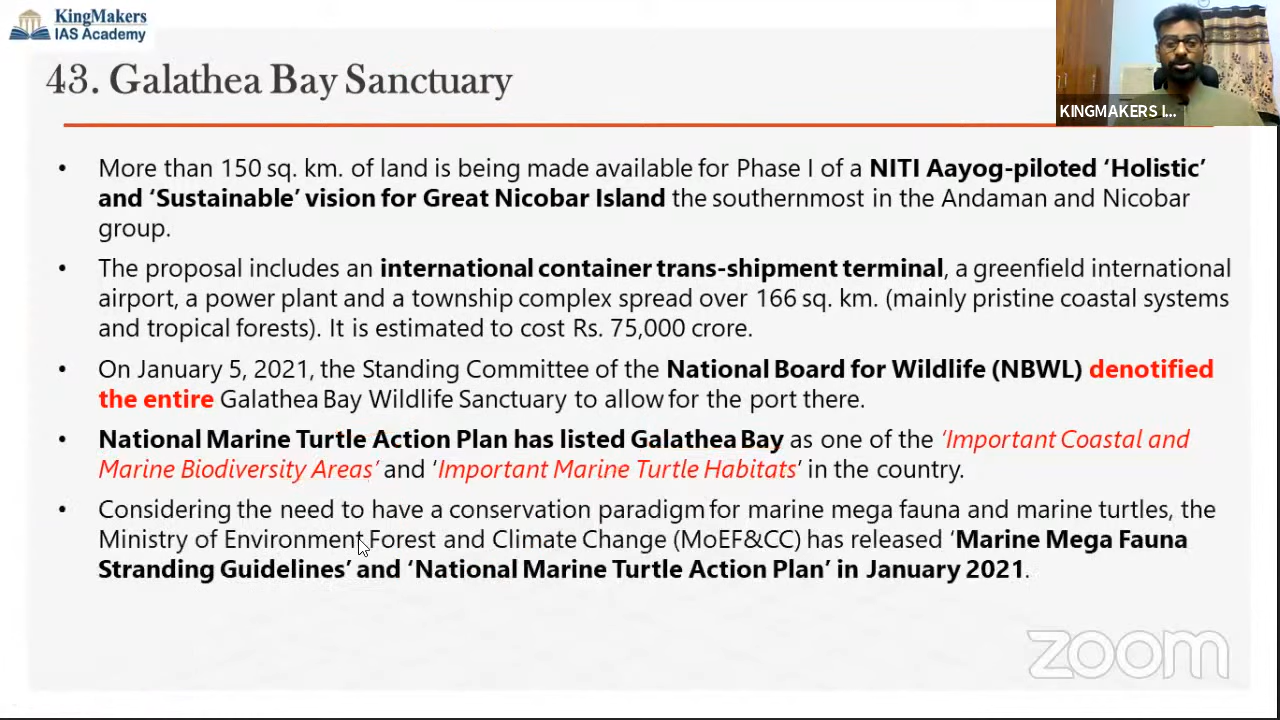 KingMakers
IAS Academy
43. Galathea Bay Sanctuary
KINGMAKERS I...
• More than 150 sq. km. of land is being made available for Phase I of a NITI Aayog-piloted ‘Holistic’
and ‘Sustainable’ vision for Great Nicobar Island the southernmost in the Andaman and Nicobar
group.
• The proposal includes an international container trans-shipment terminal, a greenfield international
airport, a power plant and a township complex spread over 166 sq. km. (mainly pristine coastal systems
and tropical forests). It is estimated to cost Rs. 75,000 crore.
• On January 5, 2021, the Standing Committee of the National Board for Wildlife (NBWL) denotified
the entire Galathea Bay Wildlife Sanctuary to allow for the port there.
• National Marine Turtle Action Plan has listed Galathea Bay as one of the ‘Important Coastal and
Marine Biodiversity Areas’ and ‘Important Marine Turtle Habitats’ in the country.
• Considering the need to have a conservation paradigm for marine mega fauna and marine turtles, the
Ministry of Environment Forest and Climate Change (MoEF&CC) has released ‘Marine Mega Fauna
Stranding Guidelines’ and ‘National Marine Turtle Action Plan’ in January 2021.
zoom